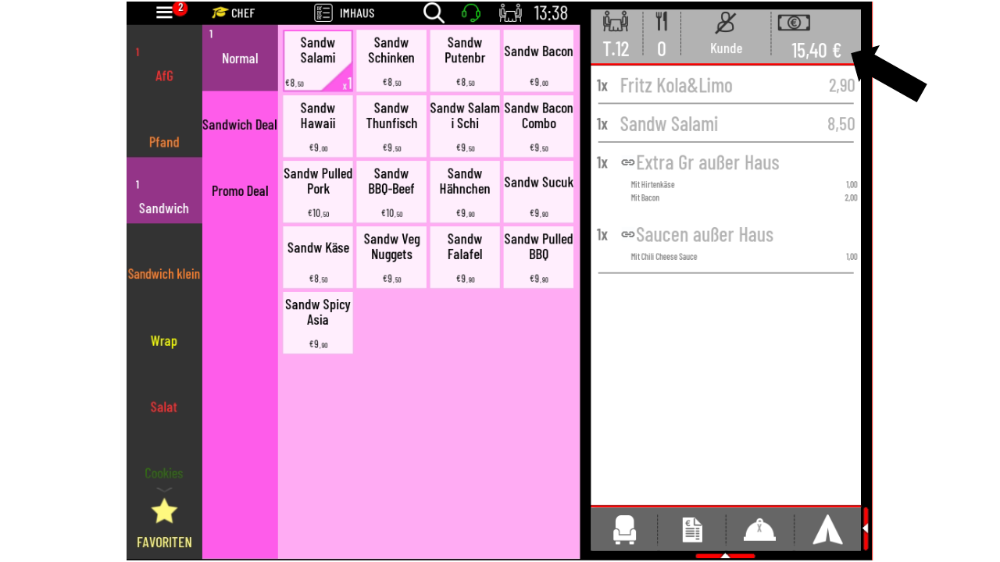 2
CHEF
IMHAUS
13:38
1
AfG
Pfand
1
Sandwich
Sandwich klein
Wrap
Salat
Cookies
FAVORITEN
1
Normal
Sandwich Deal
Promo Deal
Sandw
Salami
€8,50
x1
Sandw
Schinken
€8,50
Sandw
Putenbr
€8,50
Sandw Bacon
€9,00
Sandw
Hawaii
€9,00
Sandw
Thunfisch
€9,50
Sandw Salam
i Schi
€9,50
Sandw Bacon
Combo
€9,50
Sandw Pulled
Pork
€10,50
Sandw
BBQ-Beef
€10,50
Sandw
Hähnchen
€9,90
Sandw Sucuk
€9,90
Sandw Käse
€8,50
Sandw Veg
Nuggets
€9,50
Sandw
Falafel
€9,90
Sandw Pulled
BBQ
€9,90
Sandw Spicy
Asia
€9,90
T.12
0
Kunde
€
15,40 €
1x Fritz Kola&Limo 2,90
1x Sandw Salami 8,50
1x Extra Gr außer Haus
Mit Hirtenkäse 1,00
Mit Bacon 2,00
1x Saucen außer Haus
Mit Chili Cheese Sauce 1,00
€
X